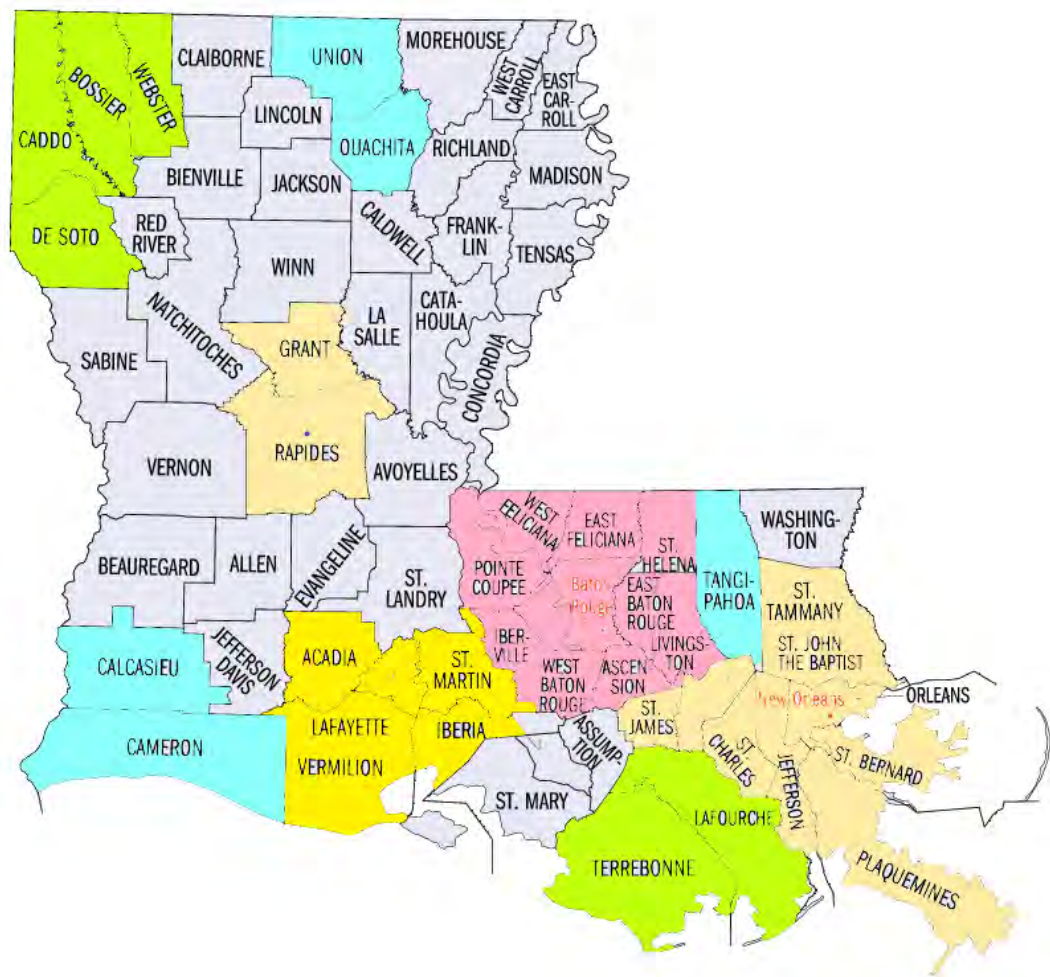 CLAIBORNE
UNION
MOREHOUSE
WEST
CARROLL
EAST
CAR-
ROLL
WEBSTER
BOSSIER
CADDO
LINCOLN
OUACHITA
RICHLAND
MADISON
BIENVILLE
JACKSON
DE SOTO
RED
RIVER
CALDWELL
FRANK-
LIN
TENSAS
WINN
NATCHITOCHES
LA
SALLE
CATA-
HOULA
CONCORDIA
SABINE
GRANT
VERNON
RAPIDES
AVOYELLES
WEST
FELICIANA
EAST
FELICIANA
ST.
HELENA
WASHING-
TON
BEAUREGARD
ALLEN
EVANGELINE
ST.
LANDRY
POINTE
COUPEE
Baton
Rouge
EAST
BATON
ROUGE
TANGI-
PAHOA
ST.
TAMMANY
ST. JOHN
THE BAPTIST
CALCASIEU
JEFFERSON
DAVIS
ACADIA
ST.
MARTIN
IBER-
VILLE
WEST
BATON
ROUGE
ASCEN
SION
LIVINGS-
TON
CAMERON
LAFAYETTE
VERMILION
IBERIA
ASSUMP-
TION
ST.
JAMES
New Orleans
ORLEANS
ST.
CHARLES
JEFFERSON
ST. BERNARD
ST. MARY
LAFOURCHE
TERREBONNE
PLAQUEMINES